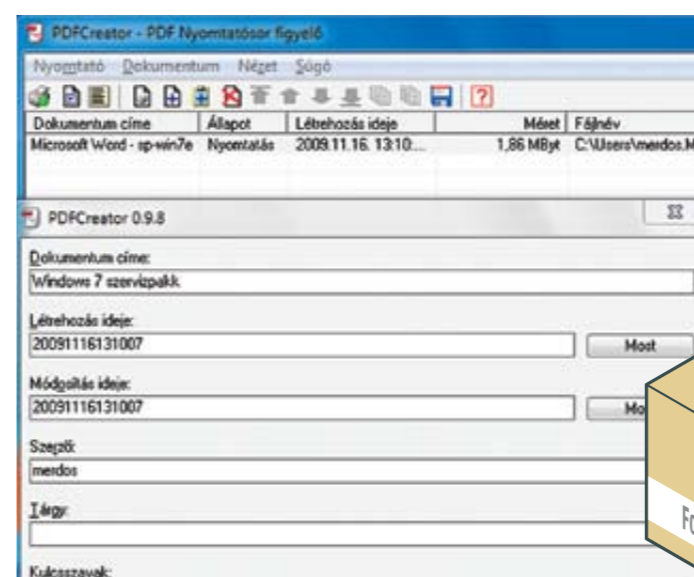 PDFCreator - PDF Nyomtatósor figyelő
Nyomtató Dokumentum Nézet Súgó
Dokumentum címe Állapot Létrehozás ideje Méret Fájlnév
Microsoft Word - sp-win7e Nyomtatás 2009.11.16. 13:10:... 1,86 MByt C:\Users\merdos.M
PDFCreator 0.9.8
Dokumentum címe:
Windows 7 szervizpakk
Létrehozás ideje:
20091116131007 Most
Módosítás ideje:
20091116131007 Mo
Szerző:
merdos
Tárgy:
Kulcsszavak: